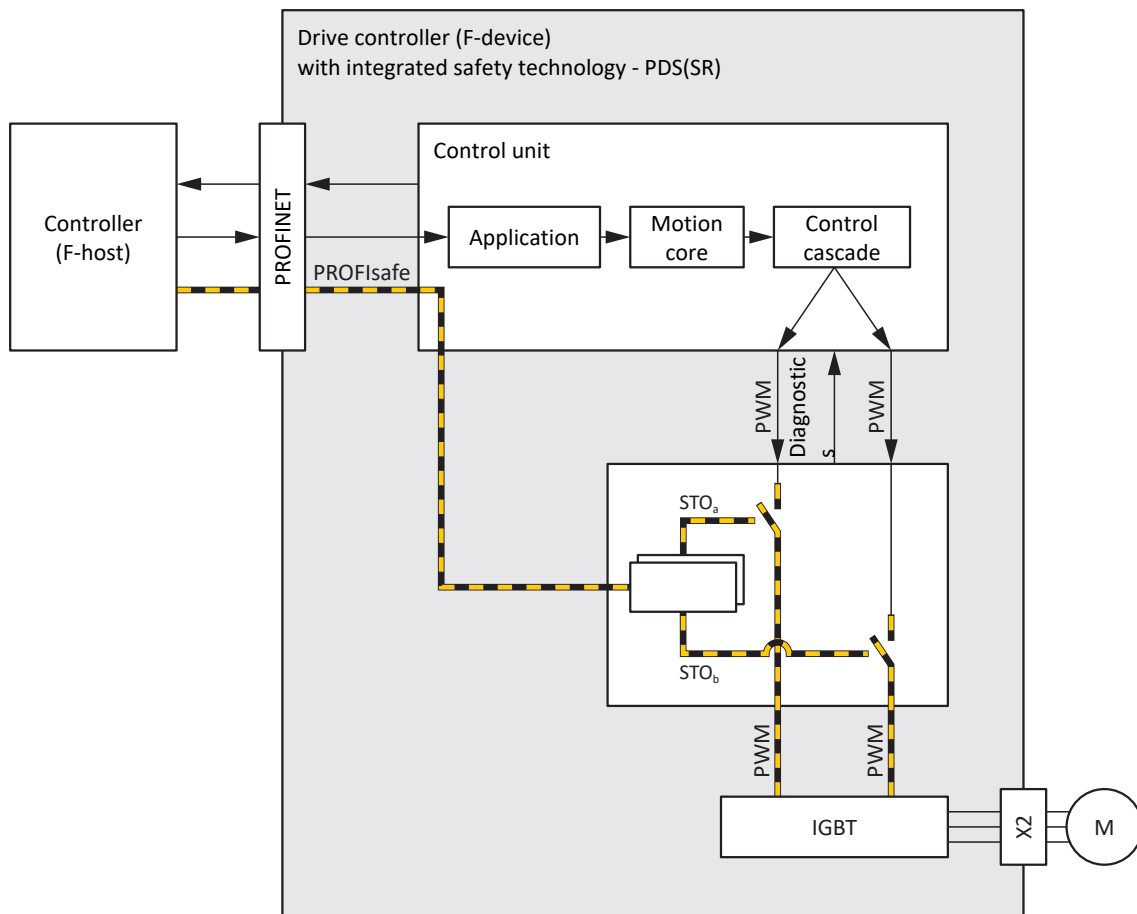 Drive controller (F-device)
with integrated safety technology - PDS(SR)
Controller
(F-host)
PROFINET
PROFIsafe
Control unit
Application
Motion
core
Control
cascade
PWM
Diagnostic
s
PWM
STOa
STOb
PWM
PWM
IGBT
X2
M